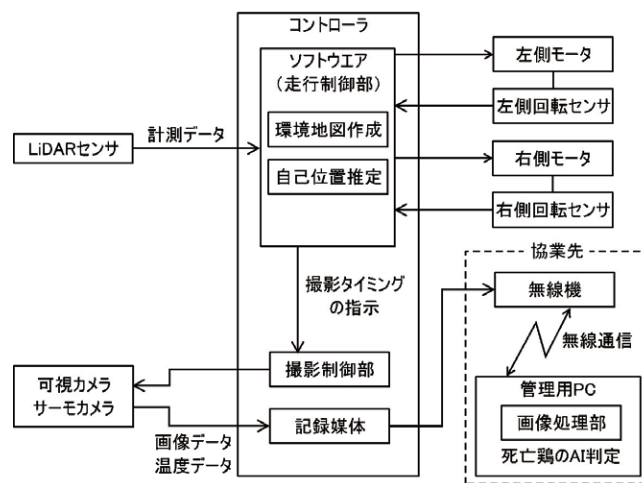 コントローラ
ソフトウエア
(走行制御部)
環境地図作成
自己位置推定
LiDARセンサ
計測データ
左側モータ
左側回転センサ
右側モータ
右側回転センサ
撮影タイミング
の指示
撮影制御部
記録媒体
可視カメラ
サーモカメラ
画像データ
温度データ
協業先
無線機
無線通信
管理用PC
画像処理部
死亡鶏のAI判定